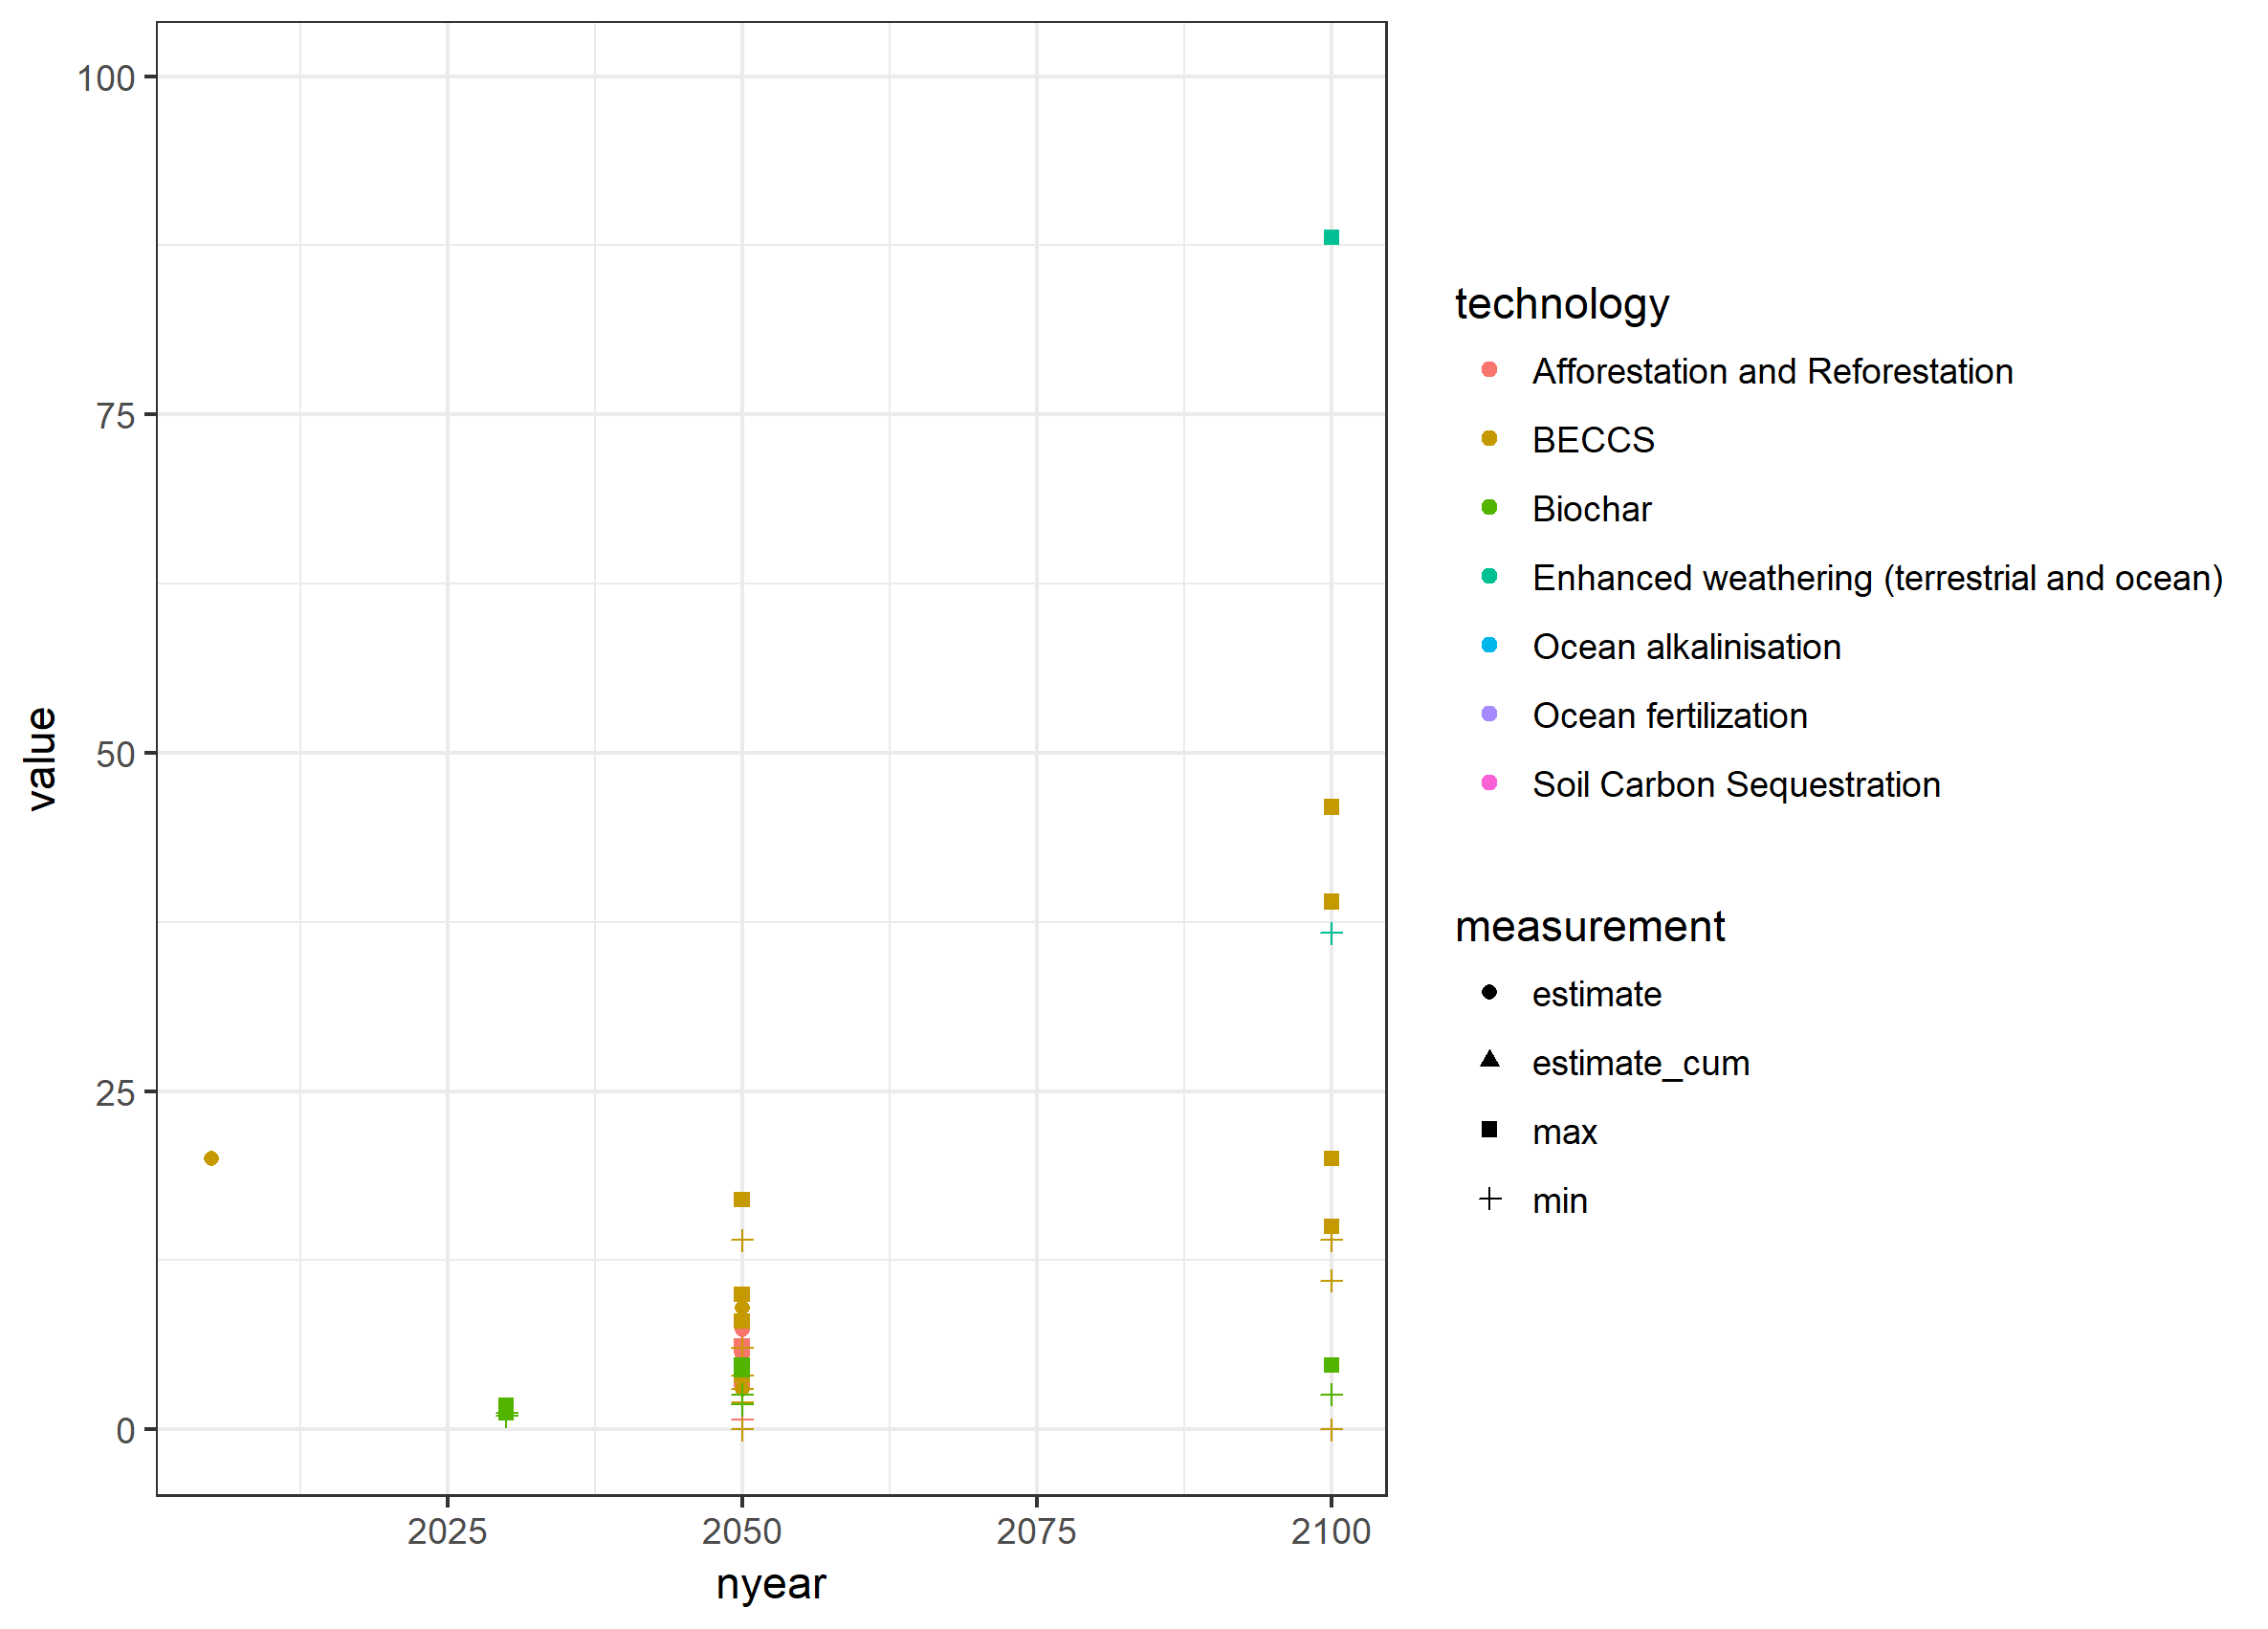 100
75
50
25
0
value
2025
2050
2075
2100
nyear
technology
Afforestation and Reforestation
BECCS
Biochar
Enhanced weathering (terrestrial and ocean)
Ocean alkalinisation
Ocean fertilization
Soil Carbon Sequestration
measurement
estimate
estimate_cum
max
min